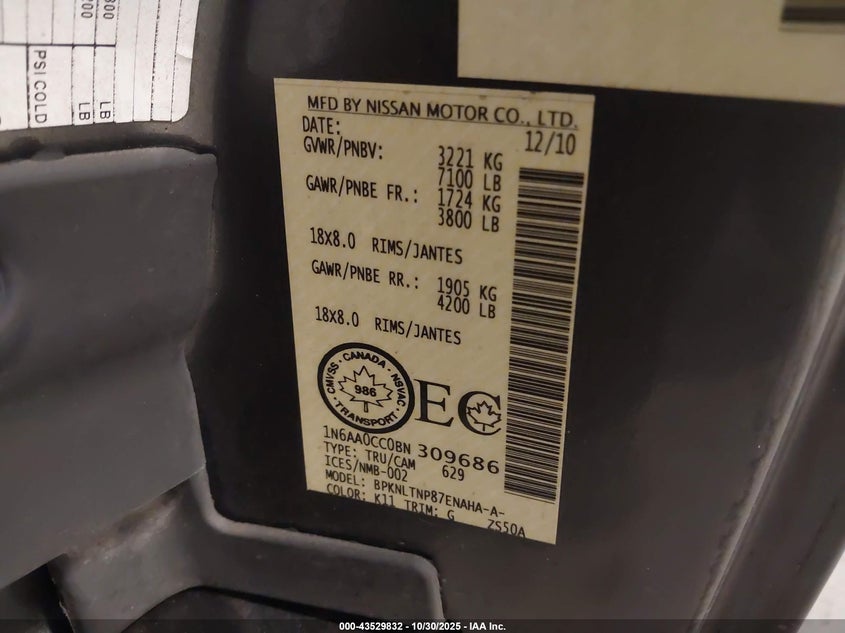 800
700
LB
LB
PSI COLD
MFD BY NISSAN MOTOR CO., LTD.
DATE: 12/10
GVWR/PNBV: 3221 KG
7100 LB
GAWR/PNBE FR.: 1724 KG
3800 LB
18x8.0 RIMS/JANTES
GAWR/PNBE RR.: 1905 KG
4200 LB
18x8.0 RIMS/JANTES
CMVSS · CANADA · NSVAC
986
· TRANSPORT ·
EC
1N6AA0CC0BN 309686
TYPE: TRU/CAM 629
ICES/NMB-002
MODEL: BPKNLTNP87ENAHA-A-
COLOR: K11 TRIM: G ZS50A
000-43529832 - 10/30/2025 - IAA Inc.